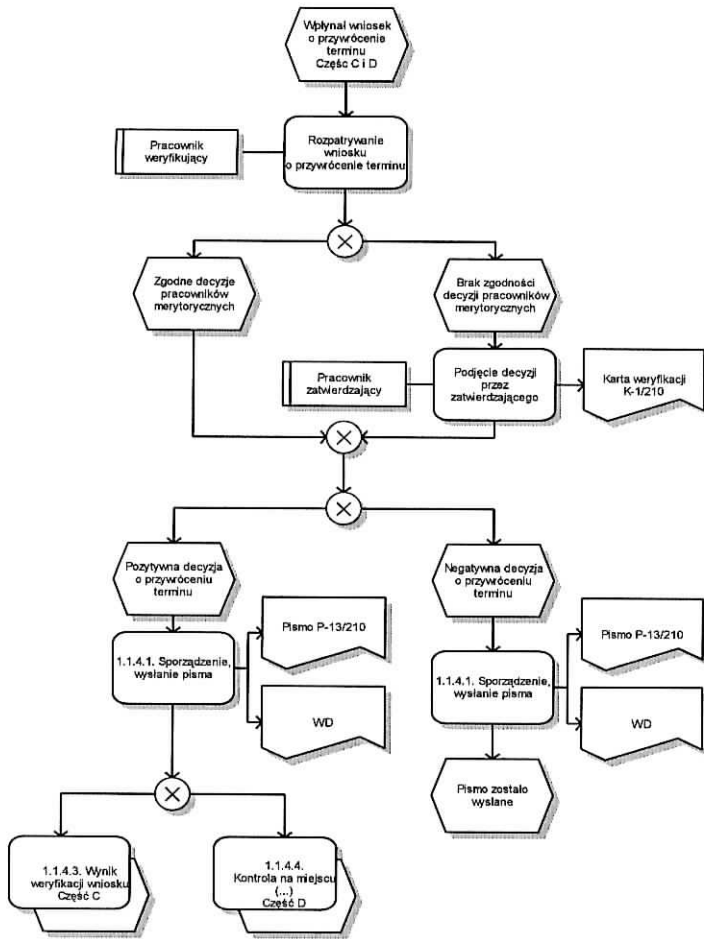 Wpłynął wniosek
o przywrócenie
terminu
Częśc C i D
Pracownik
weryfikujący
Rozpatrywanie
wniosku
o przywrócenie terminu
Zgodne decyzje
pracowników
merytorycznych
Brak zgodności
decyzji pracowników
merytorycznych
Pracownik
zatwierdzający
Podjęcie decyzji
przez
zatwierdzającego
Karta weryfikacji
K-1/210
Pozytywna decyzja
o przywróceniu
terminu
Negatywna decyzja
o przywróceniu
terminu
1.1.4.1. Sporządzenie,
wysłanie pisma
Pismo P-13/210
WD
1.1.4.1. Sporządzenie,
wysłanie pisma
Pismo P-13/210
WD
Pismo zostało
wysłane
1.1.4.3. Wynik
weryfikacji wniosku
Część C
1.1.4.4.
Kontrola na miejscu
(...)
Część D